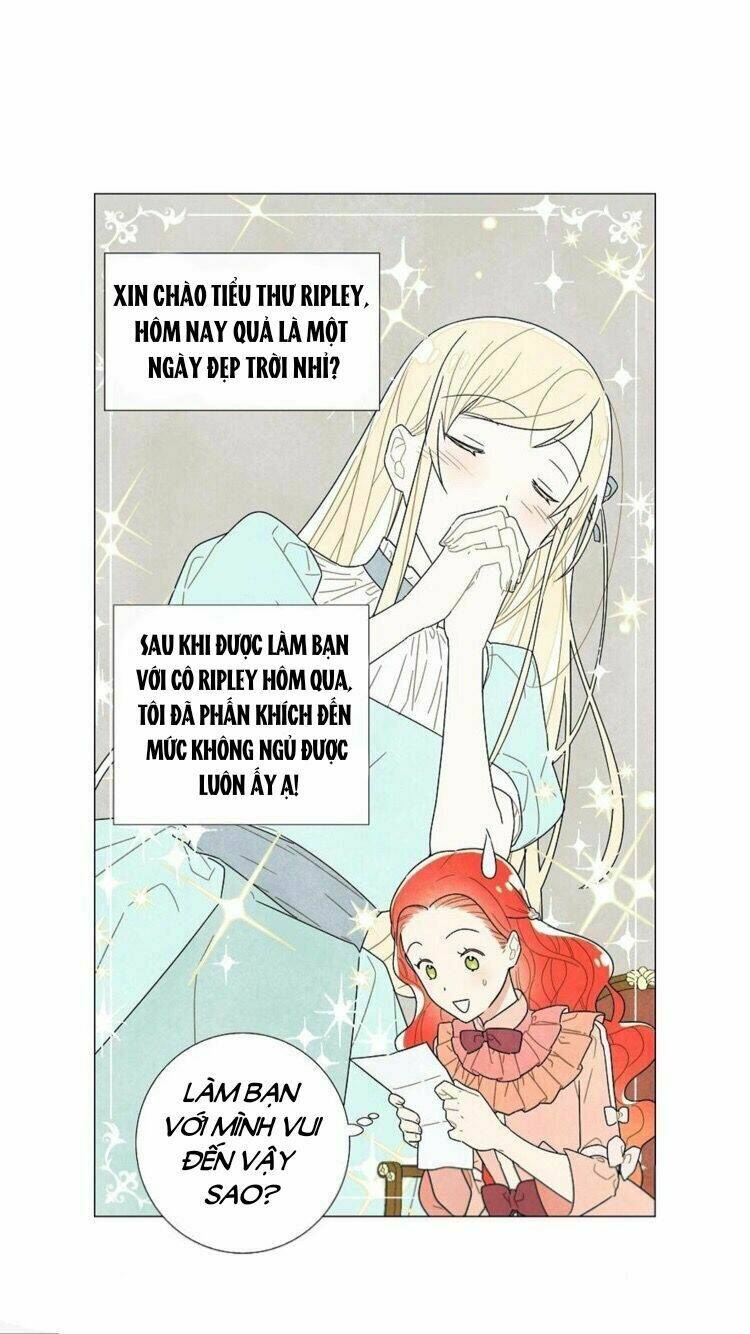 XIN CHÀO TIỂU THƯ RIPLEY,
HÔM NAY QUẢ LÀ MỘT
NGÀY ĐẸP TRỜI NHỈ?
SAU KHI ĐƯỢC LÀM BẠN
VỚI CÔ RIPLEY HÔM QUA,
TÔI ĐÃ PHẤN KHÍCH ĐẾN
MỨC KHÔNG NGỦ ĐƯỢC
LUÔN ẤY Ạ!
LÀM BẠN
VỚI MÌNH VUI
ĐẾN VẬY
SAO?